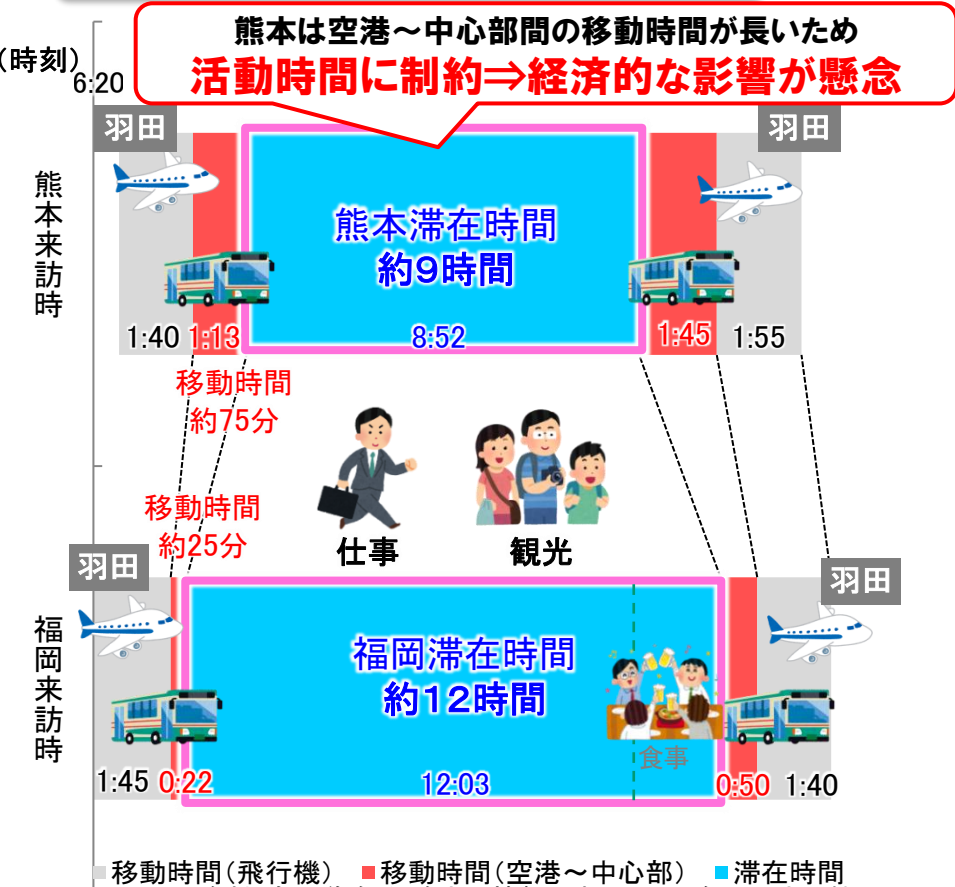 熊本は空港～中心部間の移動時間が長いため
活動時間に制約⇒経済的な影響が懸念
(時刻)
6:20
羽田
羽田
熊本来訪時
熊本滞在時間
約9時間
1:40
1:13
8:52
1:45
1:55
移動時間
約75分
移動時間
約25分
仕事
観光
羽田
羽田
福岡来訪時
福岡滞在時間
約12時間
食事
1:45
0:22
12:03
0:50
1:40
移動時間(飛行機)
移動時間(空港～中心部)
滞在時間